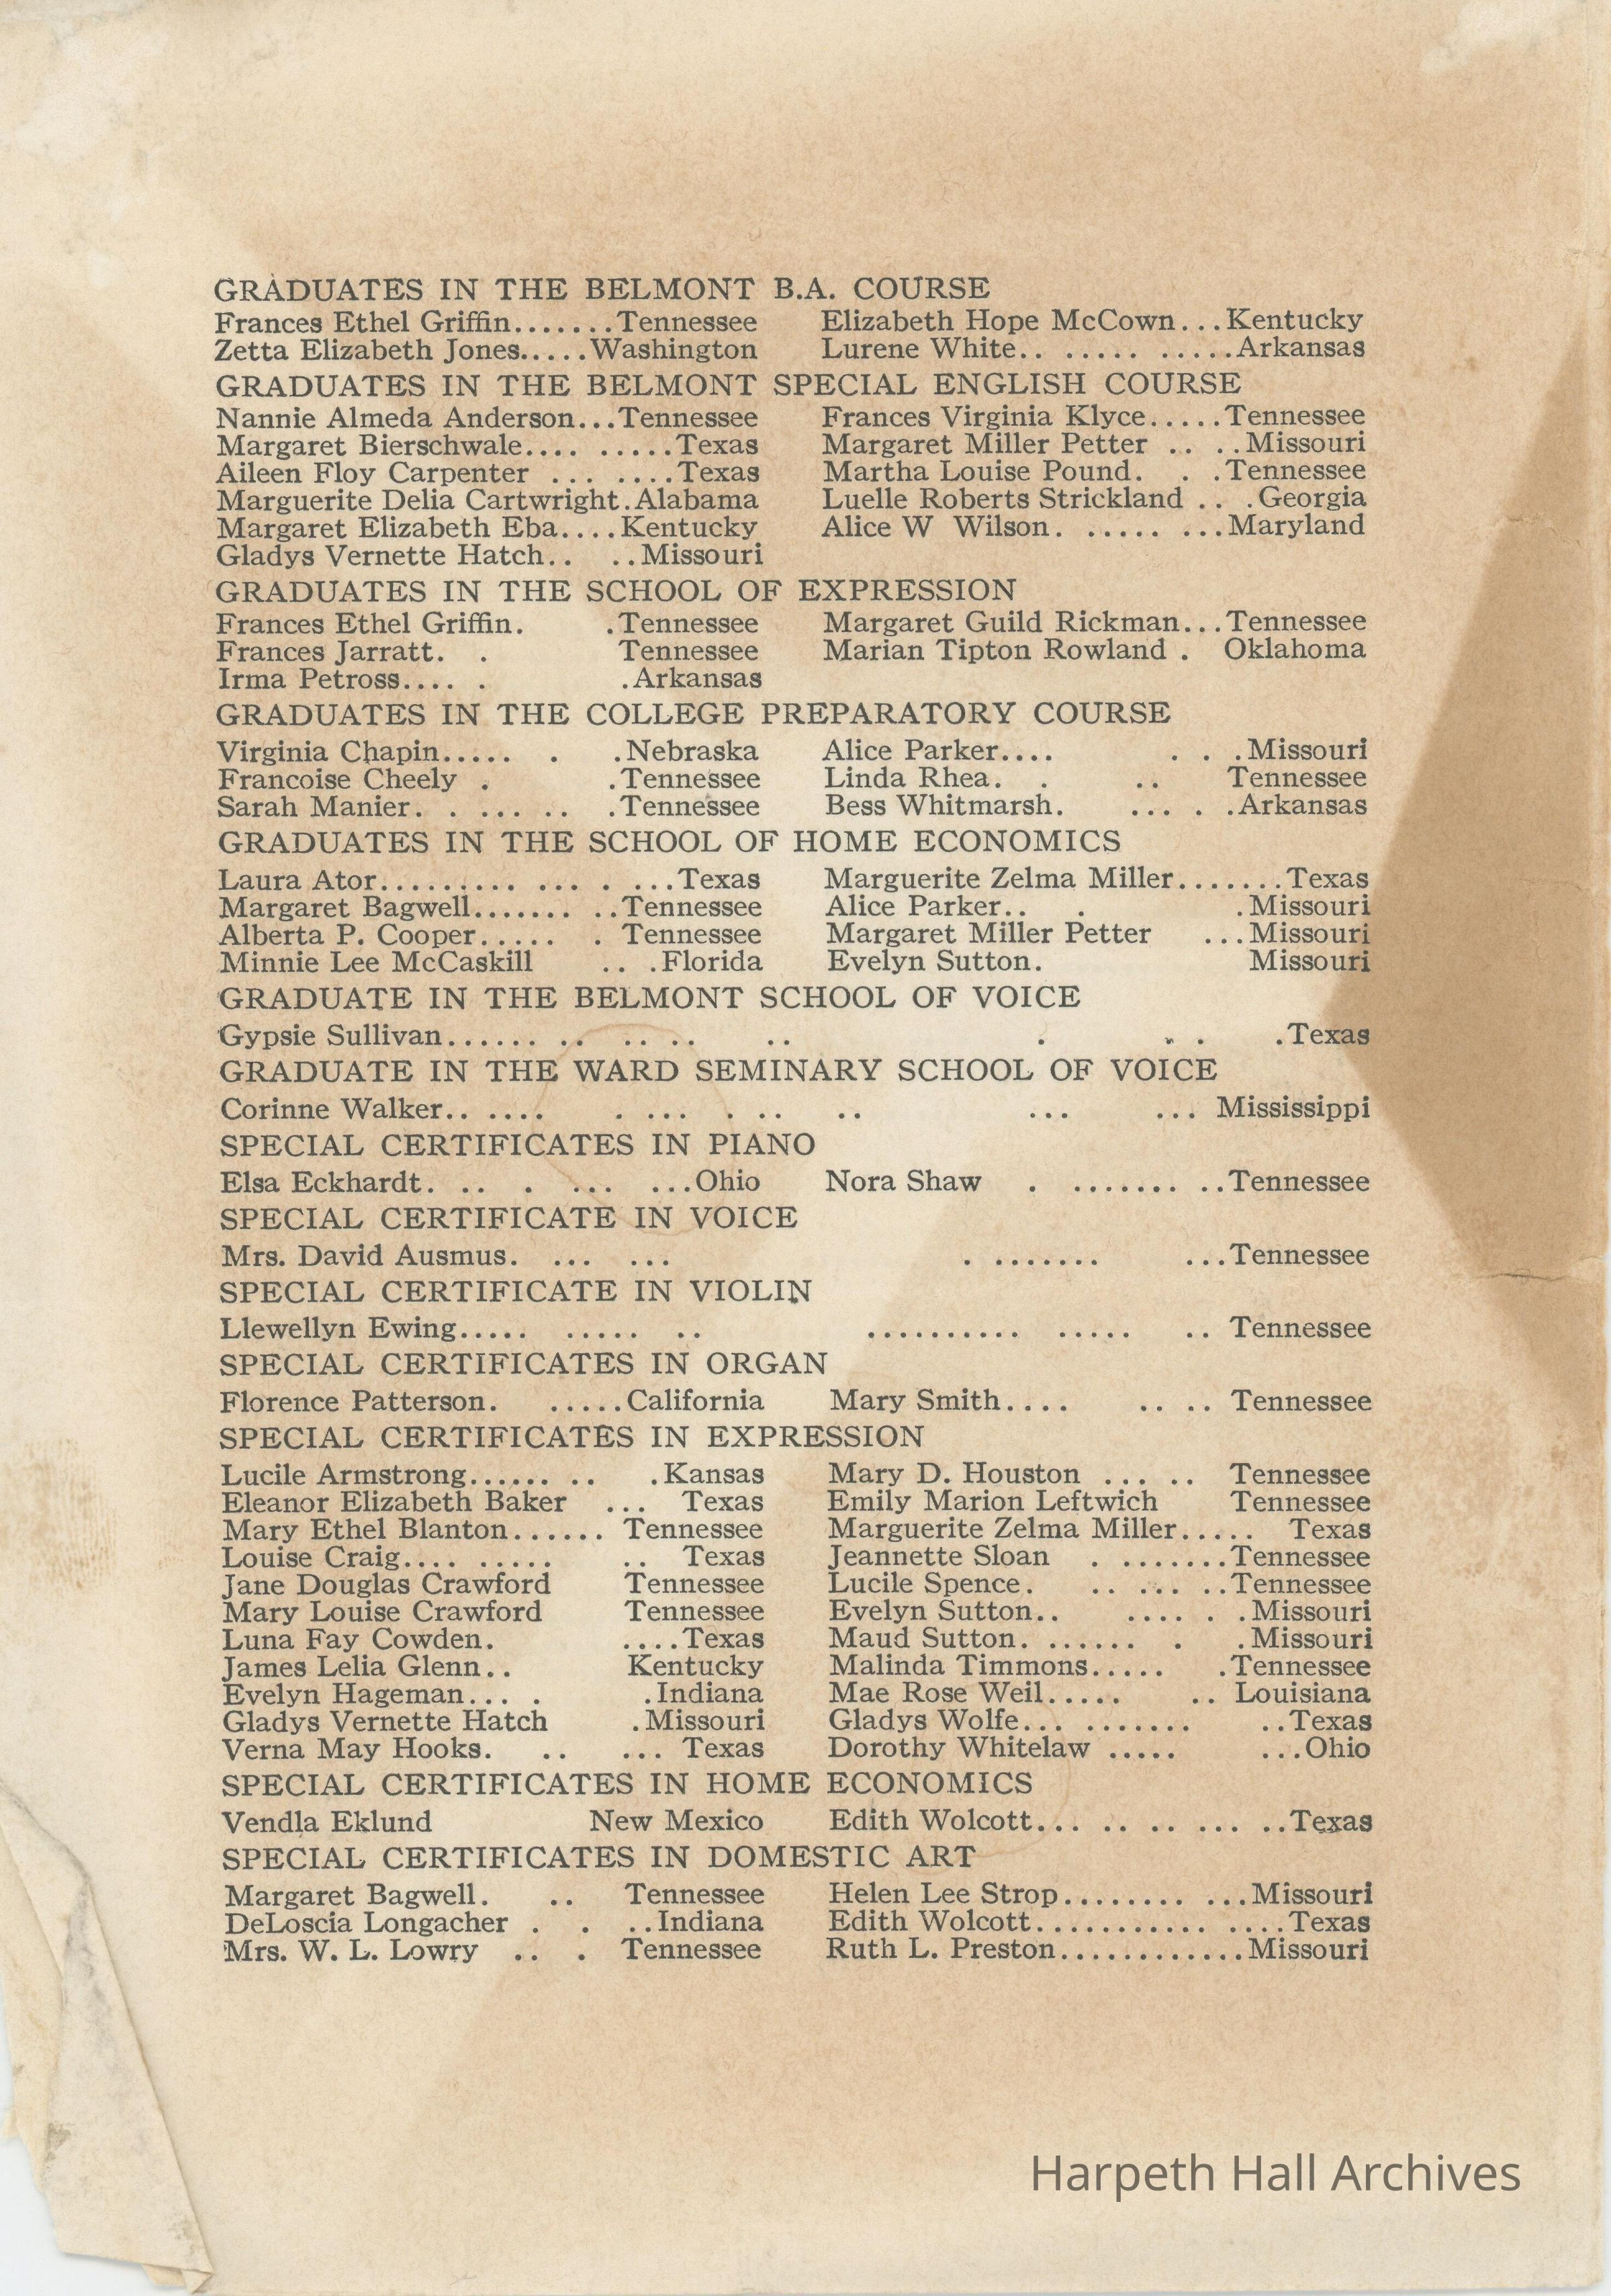 GRADUATES IN THE BELMONT B.A. COURSE
Frances Ethel Griffin.......Tennessee Elizabeth Hope McCown...Kentucky
Zetta Elizabeth Jones.....Washington Lurene White.. ..... .....Arkansas
GRADUATES IN THE BELMONT SPECIAL ENGLISH COURSE
Nannie Almeda Anderson...Tennessee Frances Virginia Klyce.....Tennessee
Margaret Bierschwale.... .....Texas Margaret Miller Petter .. ..Missouri
Aileen Floy Carpenter ... ....Texas Martha Louise Pound. . .Tennessee
Marguerite Delia Cartwright.Alabama Luelle Roberts Strickland .. .Georgia
Margaret Elizabeth Eba....Kentucky Alice W Wilson. ..... ...Maryland
Gladys Vernette Hatch.. ..Missouri
GRADUATES IN THE SCHOOL OF EXPRESSION
Frances Ethel Griffin. .Tennessee Margaret Guild Rickman...Tennessee
Frances Jarratt. . Tennessee Marian Tipton Rowland . Oklahoma
Irma Petross.... . .Arkansas
GRADUATES IN THE COLLEGE PREPARATORY COURSE
Virginia Chapin..... . .Nebraska Alice Parker.... . . .Missouri
Francoise Cheely . .Tennessee Linda Rhea. . .. Tennessee
Sarah Manier. . ... .. .Tennessee Bess Whitmarsh. ... . .Arkansas
GRADUATES IN THE SCHOOL OF HOME ECONOMICS
Laura Ator......... ... . ...Texas Marguerite Zelma Miller.......Texas
Margaret Bagwell....... ..Tennessee Alice Parker.. . .Missouri
Alberta P. Cooper..... . Tennessee Margaret Miller Petter ...Missouri
Minnie Lee McCaskill .. .Florida Evelyn Sutton. Missouri
GRADUATE IN THE BELMONT SCHOOL OF VOICE
Gypsie Sullivan...... .. .. .. .. . . . .Texas
GRADUATE IN THE WARD SEMINARY SCHOOL OF VOICE
Corinne Walker.. .... . ... . .. .. ... ... Mississippi
SPECIAL CERTIFICATES IN PIANO
Elsa Eckhardt. .. . ... ...Ohio Nora Shaw . ....... ..Tennessee
SPECIAL CERTIFICATE IN VOICE
Mrs. David Ausmus. ... ... . ....... ...Tennessee
SPECIAL CERTIFICATE IN VIOLIN
Llewellyn Ewing..... ..... .. .......... ..... .. Tennessee
SPECIAL CERTIFICATES IN ORGAN
Florence Patterson. .....California Mary Smith.... .. .. Tennessee
SPECIAL CERTIFICATES IN EXPRESSION
Lucile Armstrong...... .. .Kansas Mary D. Houston ... .. Tennessee
Eleanor Elizabeth Baker ... Texas Emily Marion Leftwich Tennessee
Mary Ethel Blanton...... Tennessee Marguerite Zelma Miller..... Texas
Louise Craig.... ..... .. Texas Jeannette Sloan . .......Tennessee
Jane Douglas Crawford Tennessee Lucile Spence. .. ... ..Tennessee
Mary Louise Crawford Tennessee Evelyn Sutton.. .... . .Missouri
Luna Fay Cowden. ....Texas Maud Sutton. ...... . .Missouri
James Lelia Glenn.. Kentucky Malinda Timmons..... .Tennessee
Evelyn Hageman... . .Indiana Mae Rose Weil..... .. Louisiana
Gladys Vernette Hatch .Missouri Gladys Wolfe... ....... ..Texas
Verna May Hooks. .. ... Texas Dorothy Whitelaw ..... ...Ohio
SPECIAL CERTIFICATES IN HOME ECONOMICS
Vendla Eklund New Mexico Edith Wolcott... .. .. ... ..Texas
SPECIAL CERTIFICATES IN DOMESTIC ART
Margaret Bagwell. .. Tennessee Helen Lee Strop........ ...Missouri
DeLoscia Longacher . . ..Indiana Edith Wolcott........... ....Texas
Mrs. W. L. Lowry .. . Tennessee Ruth L. Preston............Missouri
Harpeth Hall Archives